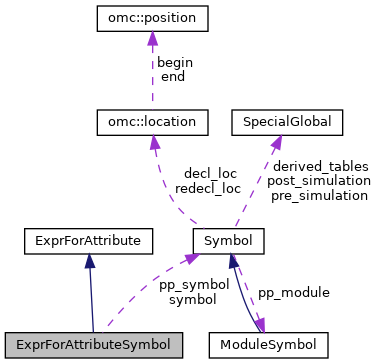 omc::position
begin
end
omc::location
SpecialGlobal
decl_loc
redecl_loc
derived_tables
post_simulation
pre_simulation
ExprForAttribute
Symbol
pp_symbol
symbol
pp_module
ExprForAttributeSymbol
ModuleSymbol